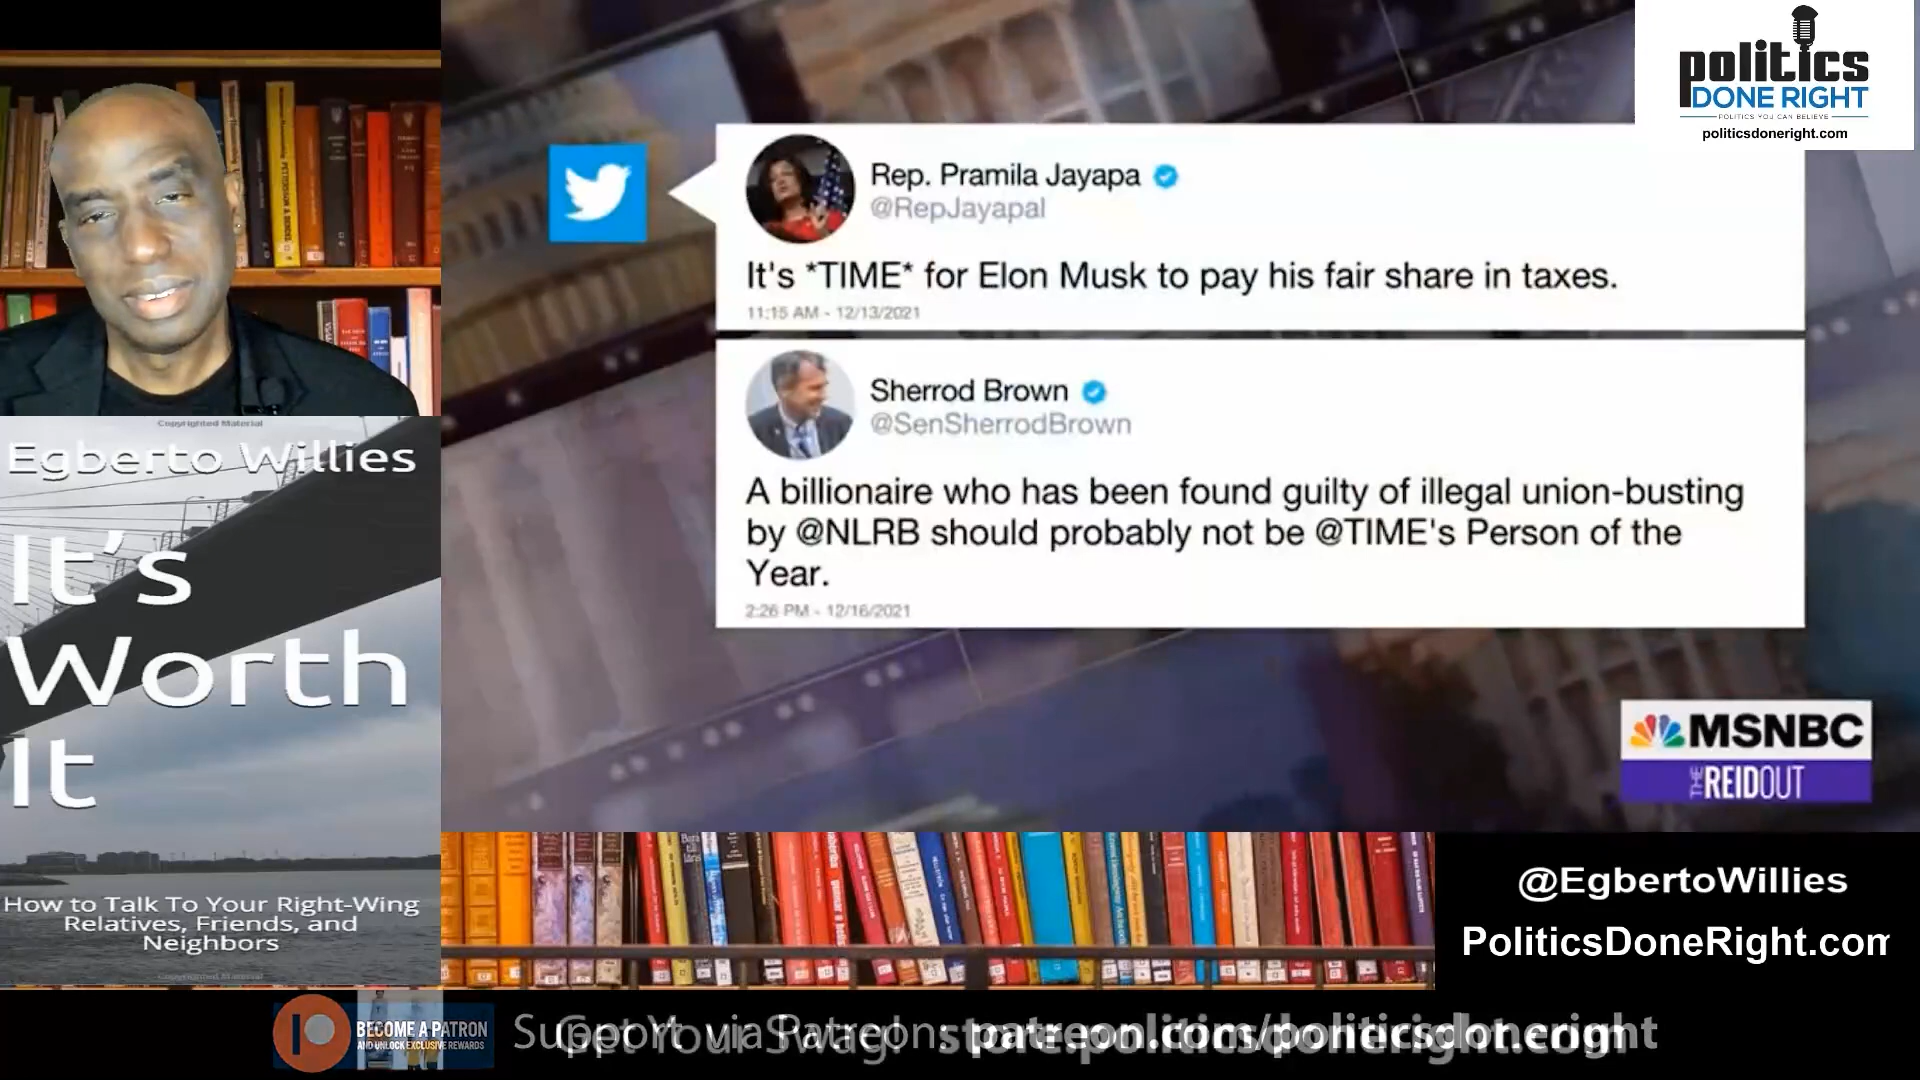 politics
DONE RIGHT
POLITICS YOU CAN BELIEVE
politicsdoneright.com
Rep. Pramila Jayapa
@RepJayapal
It's *TIME* for Elon Musk to pay his fair share in taxes.
11:15 AM - 12/13/2021
Sherrod Brown
@SenSherrodBrown
A billionaire who has been found guilty of illegal union-busting
by @NLRB should probably not be @TIME's Person of the
Year.
2:26 PM - 12/16/2021
MSNBC
THE REIDOUT
Copyrighted Material
Egberto Willies
It's
Worth
It
How to Talk To Your Right-Wing
Relatives, Friends, and
Neighbors
Copyrighted Material
@EgbertoWillies
PoliticsDoneRight.com
BECOME A PATRON
AND UNLOCK EXCLUSIVE REWARDS